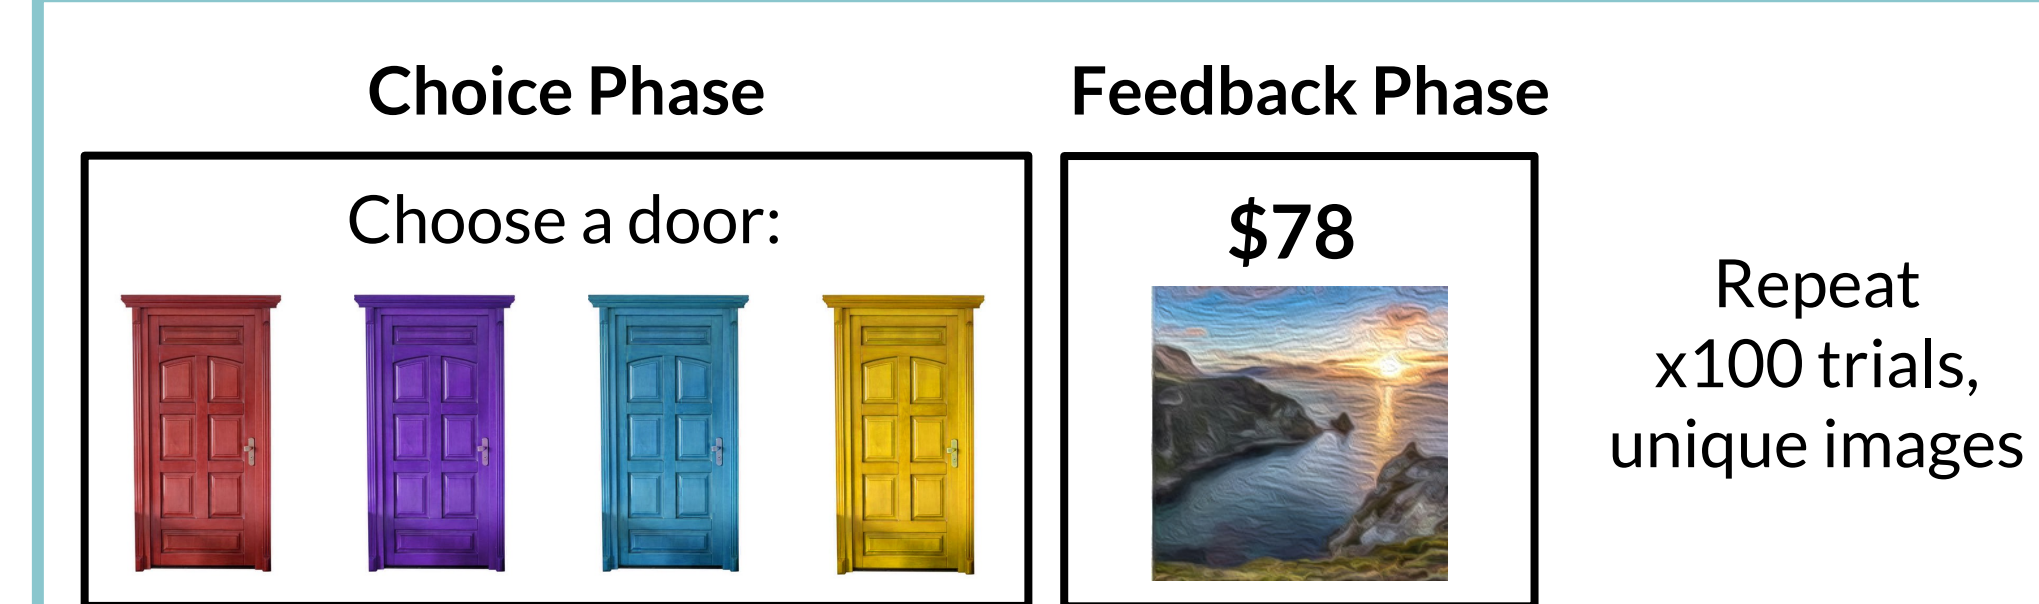 Choice Phase
Feedback Phase
Choose a door:
$78
Repeat
x100 trials,
unique images